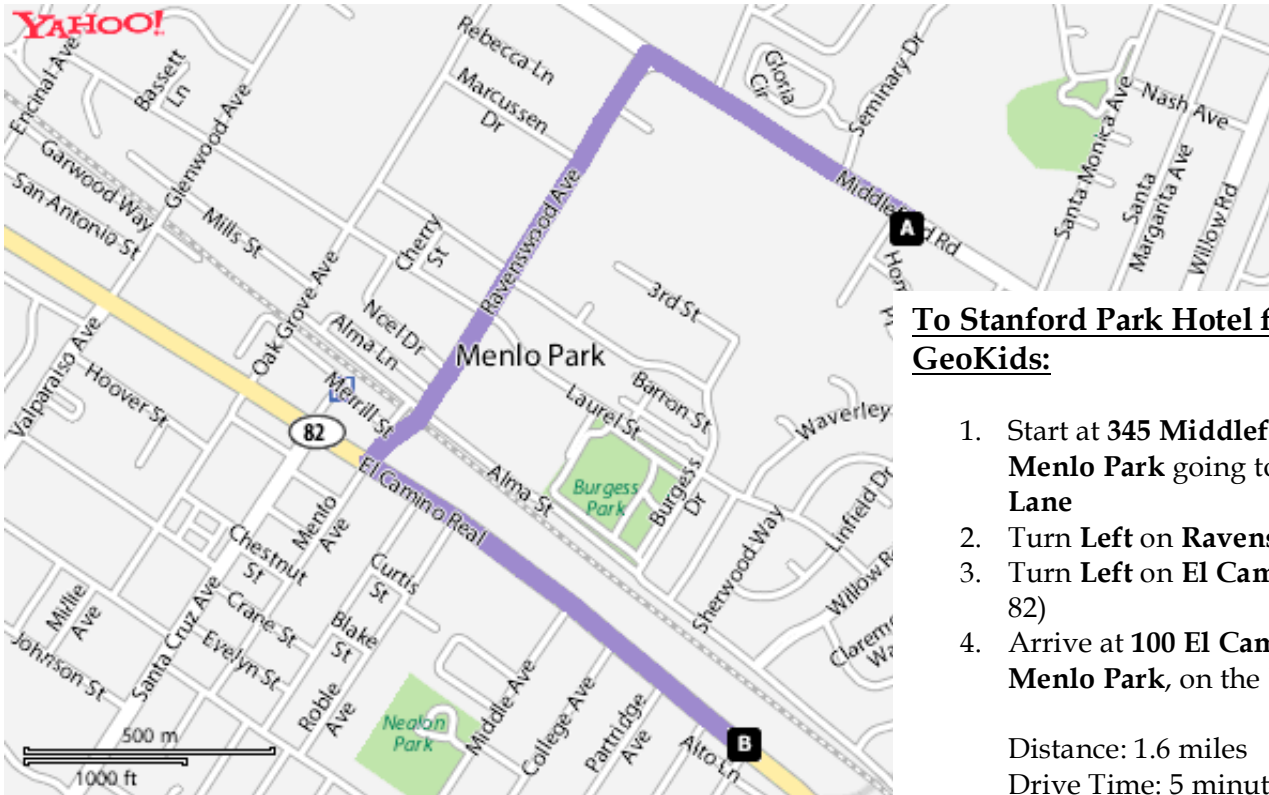 YAHOO!
Encinal Ave
Bassett Ln
Glenwood Ave
Garwood Way
San Antonio St
Mills St
Valparaiso Ave
Hoover St
Oak Grove Ave
Alma Ln
Noel Dr
Cherry St
Merrill St
82
Rebecca Ln
Marcussen Dr
Ravenswood Ave
Menlo Park
Gloria Cir
Seminary Dr
Middlefield Rd
A
3rd St
Barron St
Laurel St
Burgess Park
Burgess Dr
Waverley
Linfield Dr
Sherwood Way
Alma St
El Camino Real
Menlo Ave
Chestnut St
Crane St
Evelyn St
Santa Cruz Ave
Millie Ave
Johnson St
Curtis St
Blake St
Roble Ave
Nealon Park
Middle Ave
College Ave
Partridge Ave
Alto Ln
B
Santa Monica Ave
Nash Ave
Santa Margarita Ave
Willow Rd
500 m
1000 ft
To Stanford Park Hotel f
GeoKids:
1. Start at 345 Middlef
Menlo Park going to
Lane
2. Turn Left on Ravens
3. Turn Left on El Cam
82)
4. Arrive at 100 El Cam
Menlo Park, on the
Distance: 1.6 miles
Drive Time: 5 minut